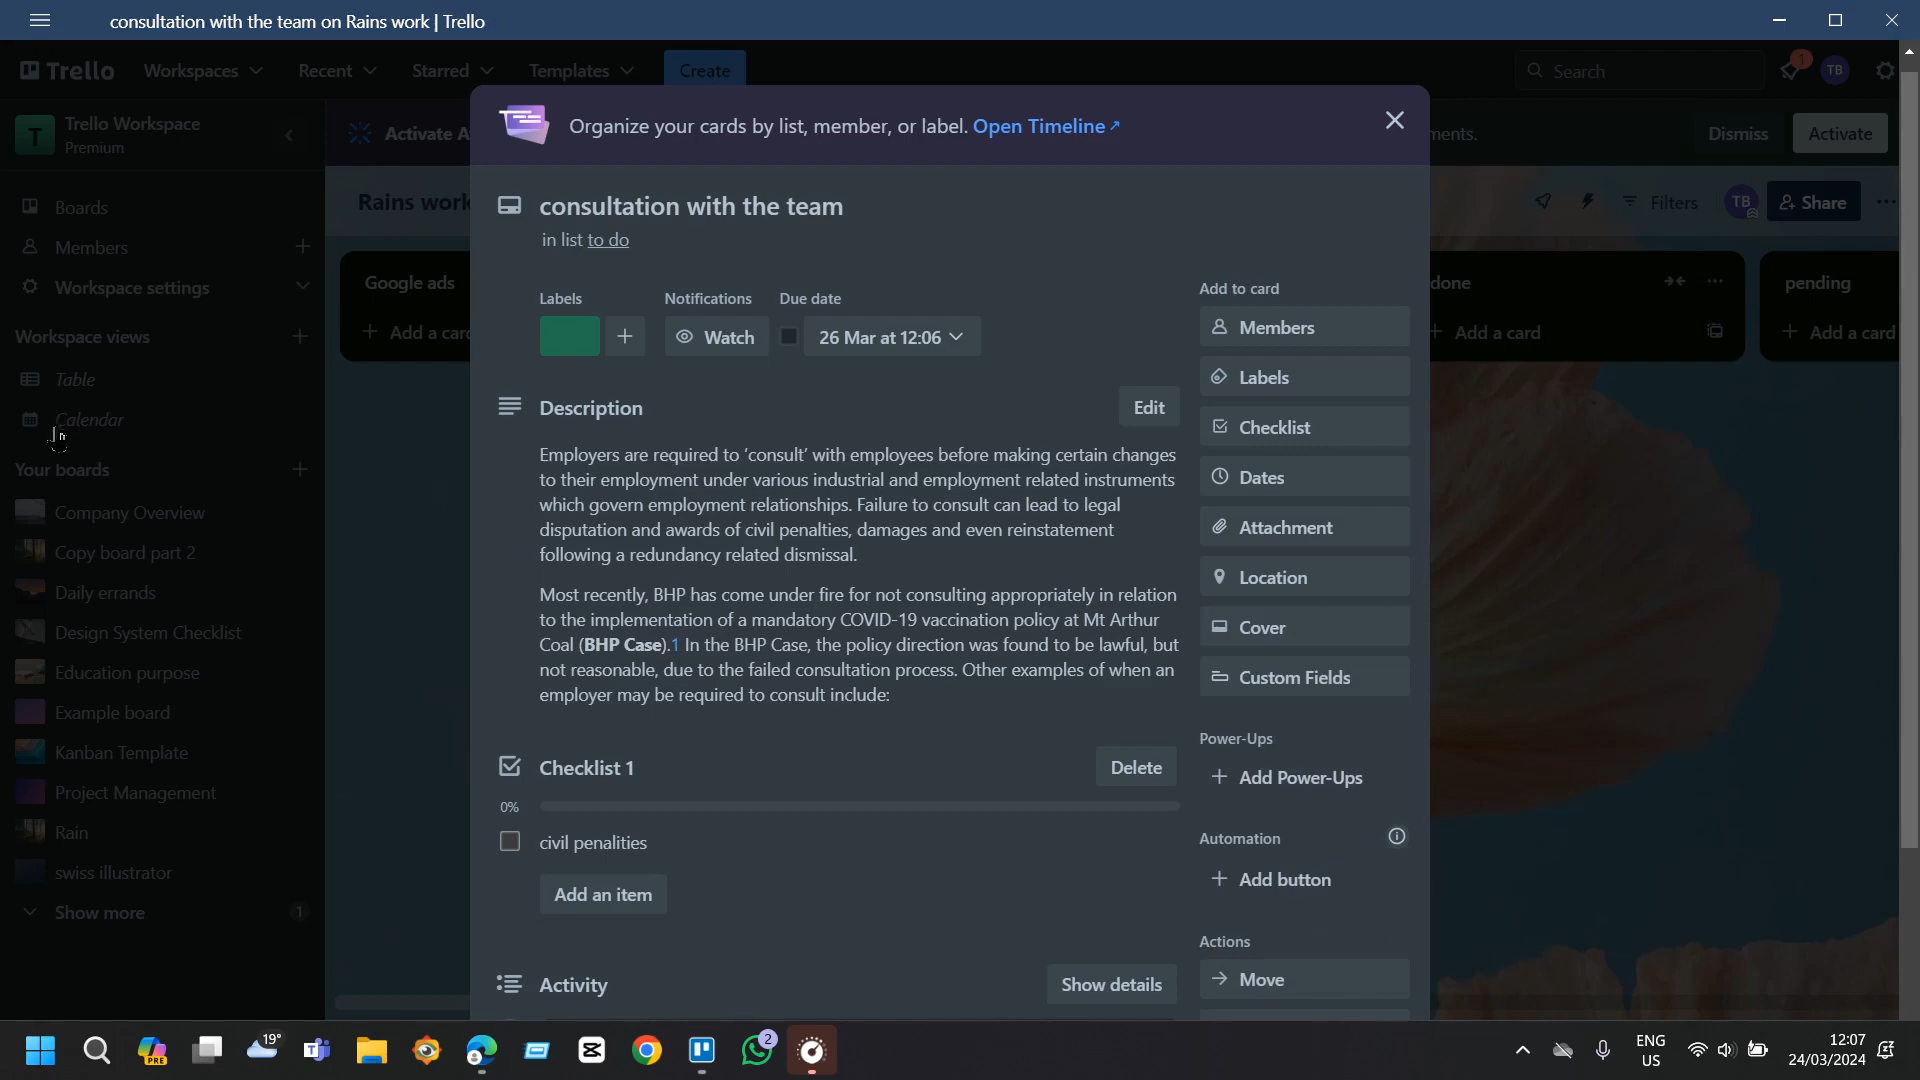 consultation with the team on Rains work | Trello
Trello
Workspaces
Recent
Starred
Templates
Create
Search
1
TB
T
Trello Workspace
Premium
Activate
ments.
Dismiss
Activate
Organize your cards by list, member, or label. Open Timeline↗
Boards
Members
Workspace settings
Workspace views
Table
Calendar
Your boards
Company Overview
Copy board part 2
Daily errands
Design System Checklist
Education purpose
Example board
Kanban Template
Project Management
Rain
swiss illustrator
Show more
1
Rains work
Filters
TB
Share
Google ads
Add a card
done
Add a card
pending
Add a card
consultation with the team
in list to do
Labels
Notifications
Due date
Watch
26 Mar at 12:06
Description
Edit
Employers are required to ‘consult’ with employees before making certain changes
to their employment under various industrial and employment related instruments
which govern employment relationships. Failure to consult can lead to legal
disputation and awards of civil penalties, damages and even reinstatement
following a redundancy related dismissal.
Most recently, BHP has come under fire for not consulting appropriately in relation
to the implementation of a mandatory COVID-19 vaccination policy at Mt Arthur
Coal (BHP Case).1 In the BHP Case, the policy direction was found to be lawful, but
not reasonable, due to the failed consultation process. Other examples of when an
employer may be required to consult include:
Checklist 1
Delete
0%
civil penalities
Add an item
Activity
Show details
Add to card
Members
Labels
Checklist
Dates
Attachment
Location
Cover
Custom Fields
Power-Ups
Add Power-Ups
Automation
Add button
Actions
Move
19°
PRE
2
ENG
US
12:07
24/03/2024